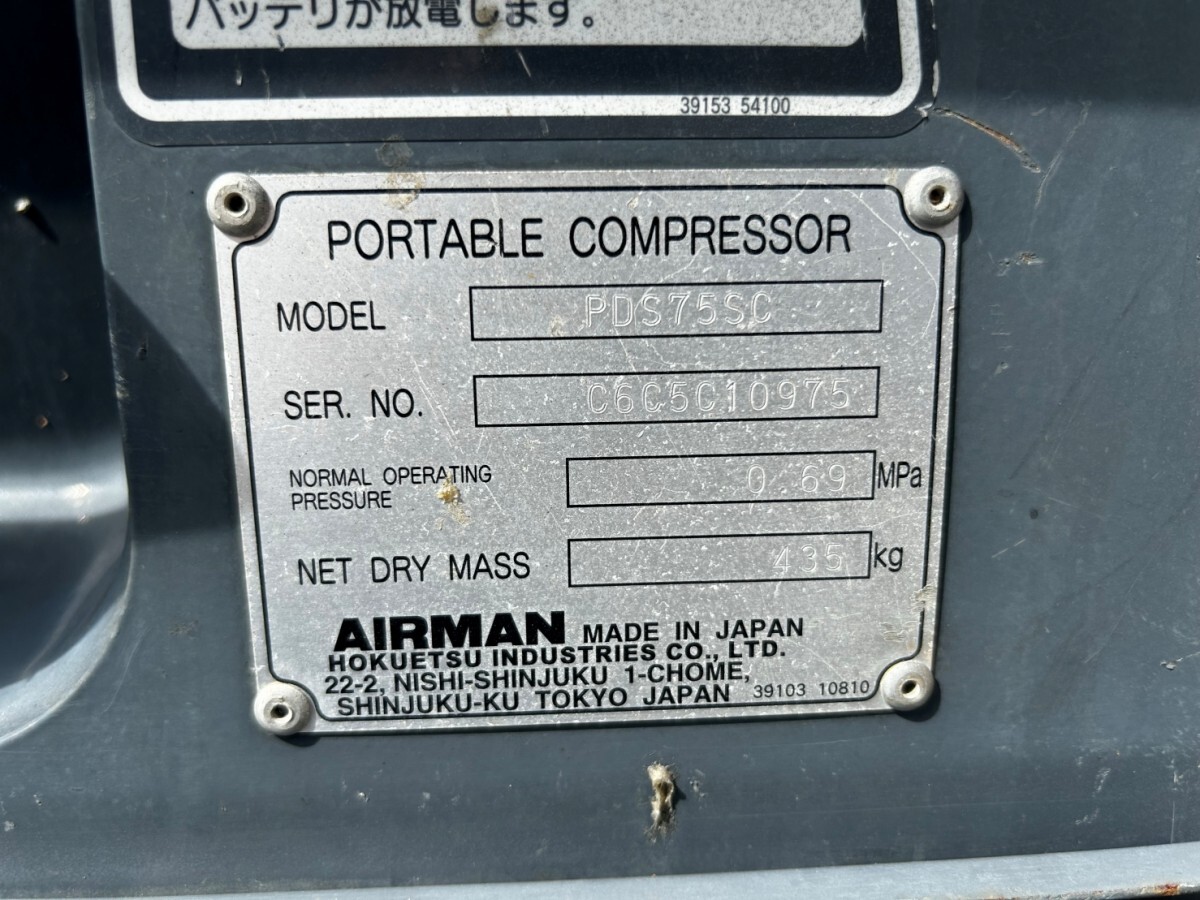 バッテリが放電します。
39153 54100
PORTABLE COMPRESSOR
MODEL PDS75SC
SER. NO. C6C5C10975
NORMAL OPERATING
PRESSURE 0.69 MPa
NET DRY MASS 435 kg
AIRMAN MADE IN JAPAN
HOKUETSU INDUSTRIES CO., LTD.
22-2, NISHI-SHINJUKU 1-CHOME,
SHINJUKU-KU TOKYO JAPAN 39103 10810